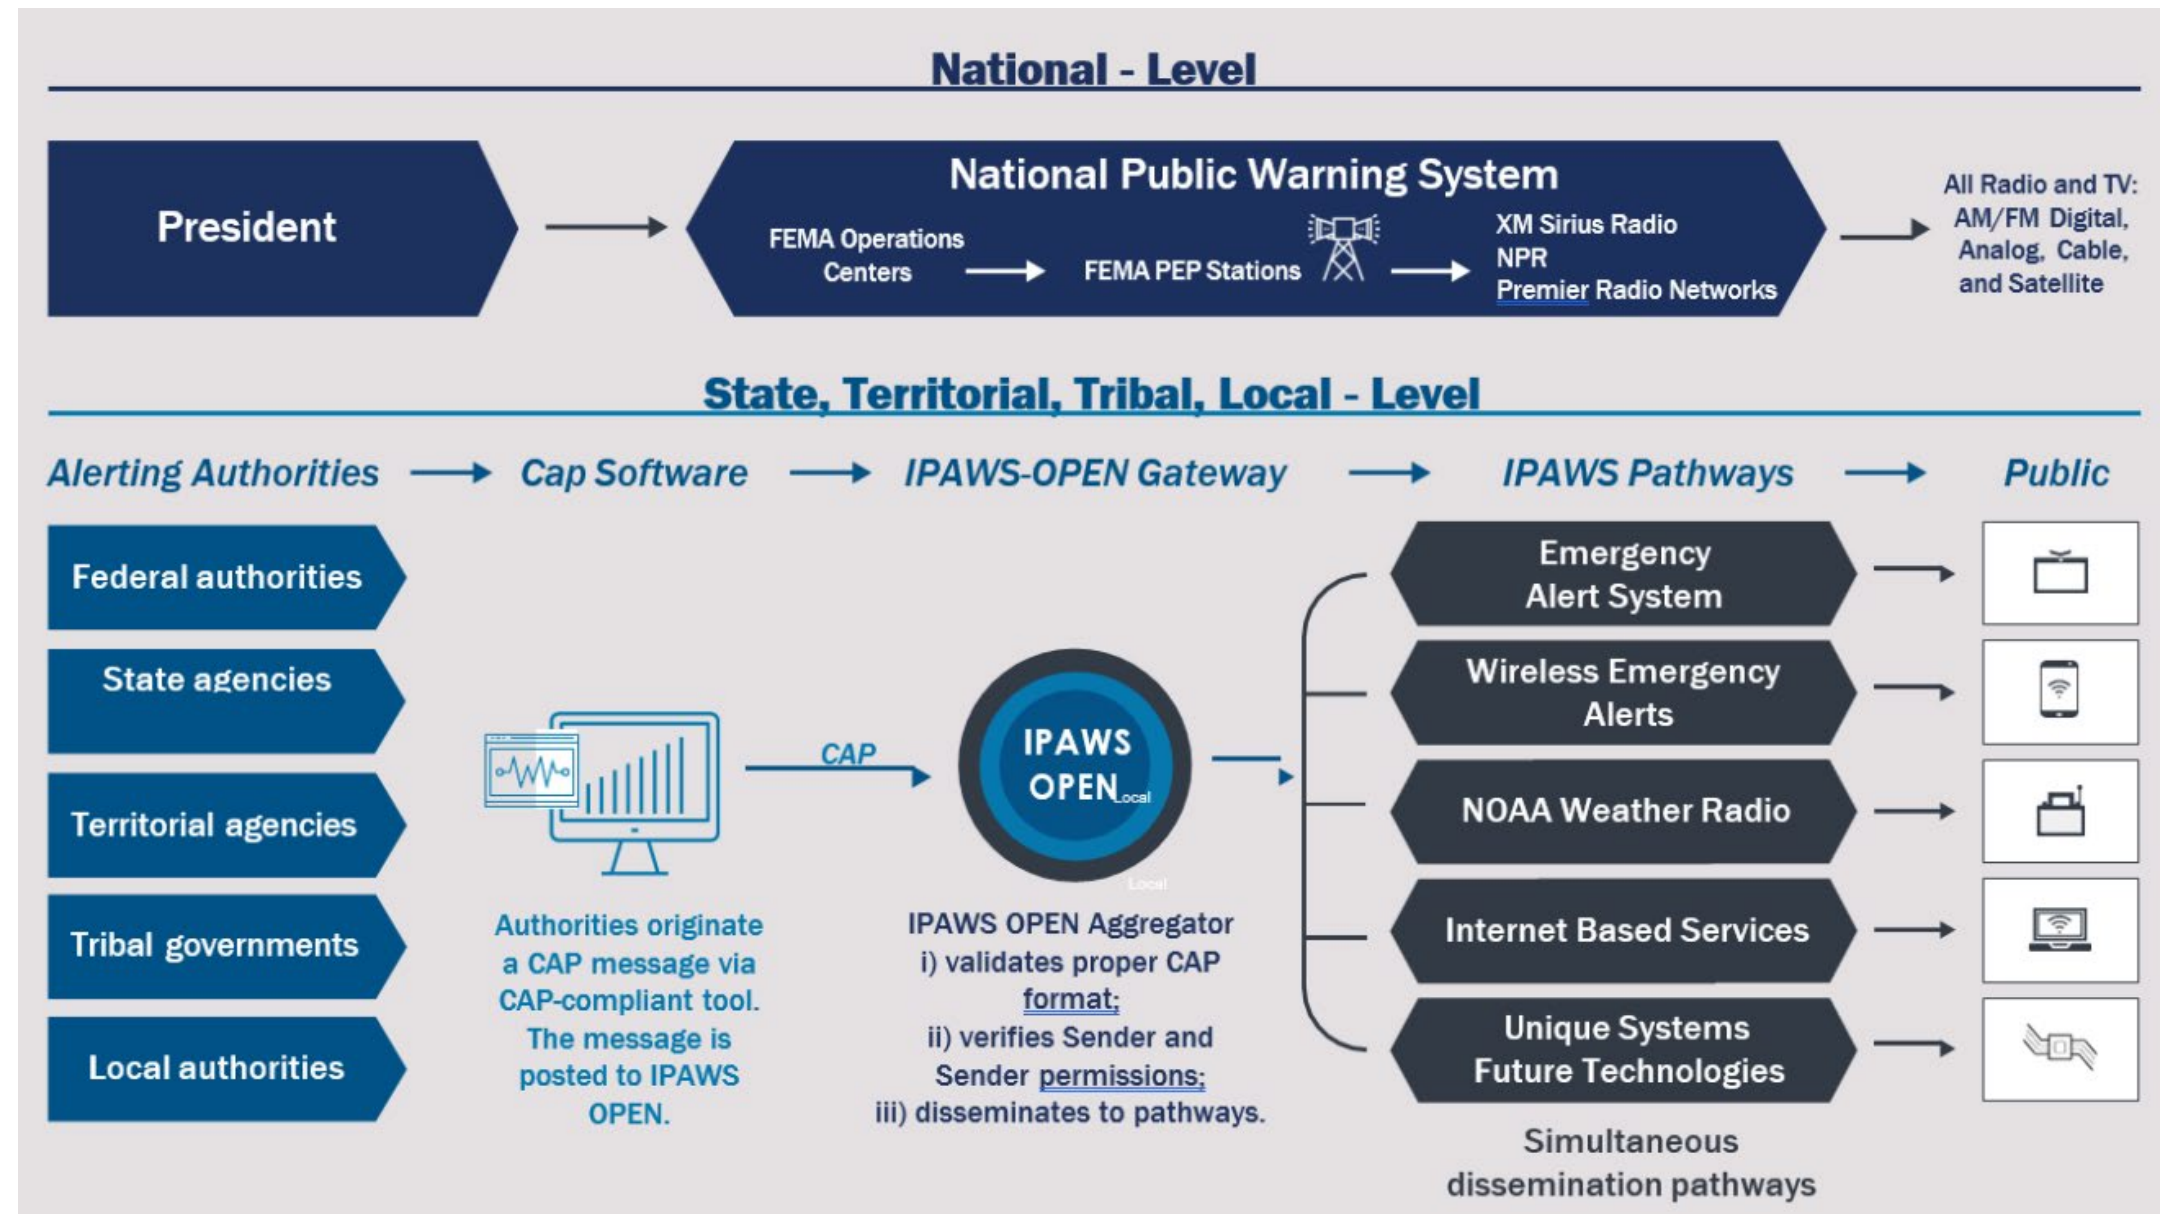 National - Level
President
National Public Warning System
FEMA Operations
Centers
FEMA PEP Stations
XM Sirius Radio
NPR
Premier Radio Networks
All Radio and TV:
AM/FM Digital,
Analog, Cable,
and Satellite
State, Territorial, Tribal, Local - Level
Alerting Authorities
Cap Software
IPAWS-OPEN Gateway
IPAWS Pathways
Public
Federal authorities
State agencies
Territorial agencies
Tribal governments
Local authorities
Authorities originate
a CAP message via
CAP-compliant tool.
The message is
posted to IPAWS
OPEN.
CAP
IPAWS
OPEN
Local
Local
IPAWS OPEN Aggregator
i) validates proper CAP
format;
ii) verifies Sender and
Sender permissions;
iii) disseminates to pathways.
Emergency
Alert System
Wireless Emergency
Alerts
NOAA Weather Radio
Internet Based Services
Unique Systems
Future Technologies
Simultaneous
dissemination pathways